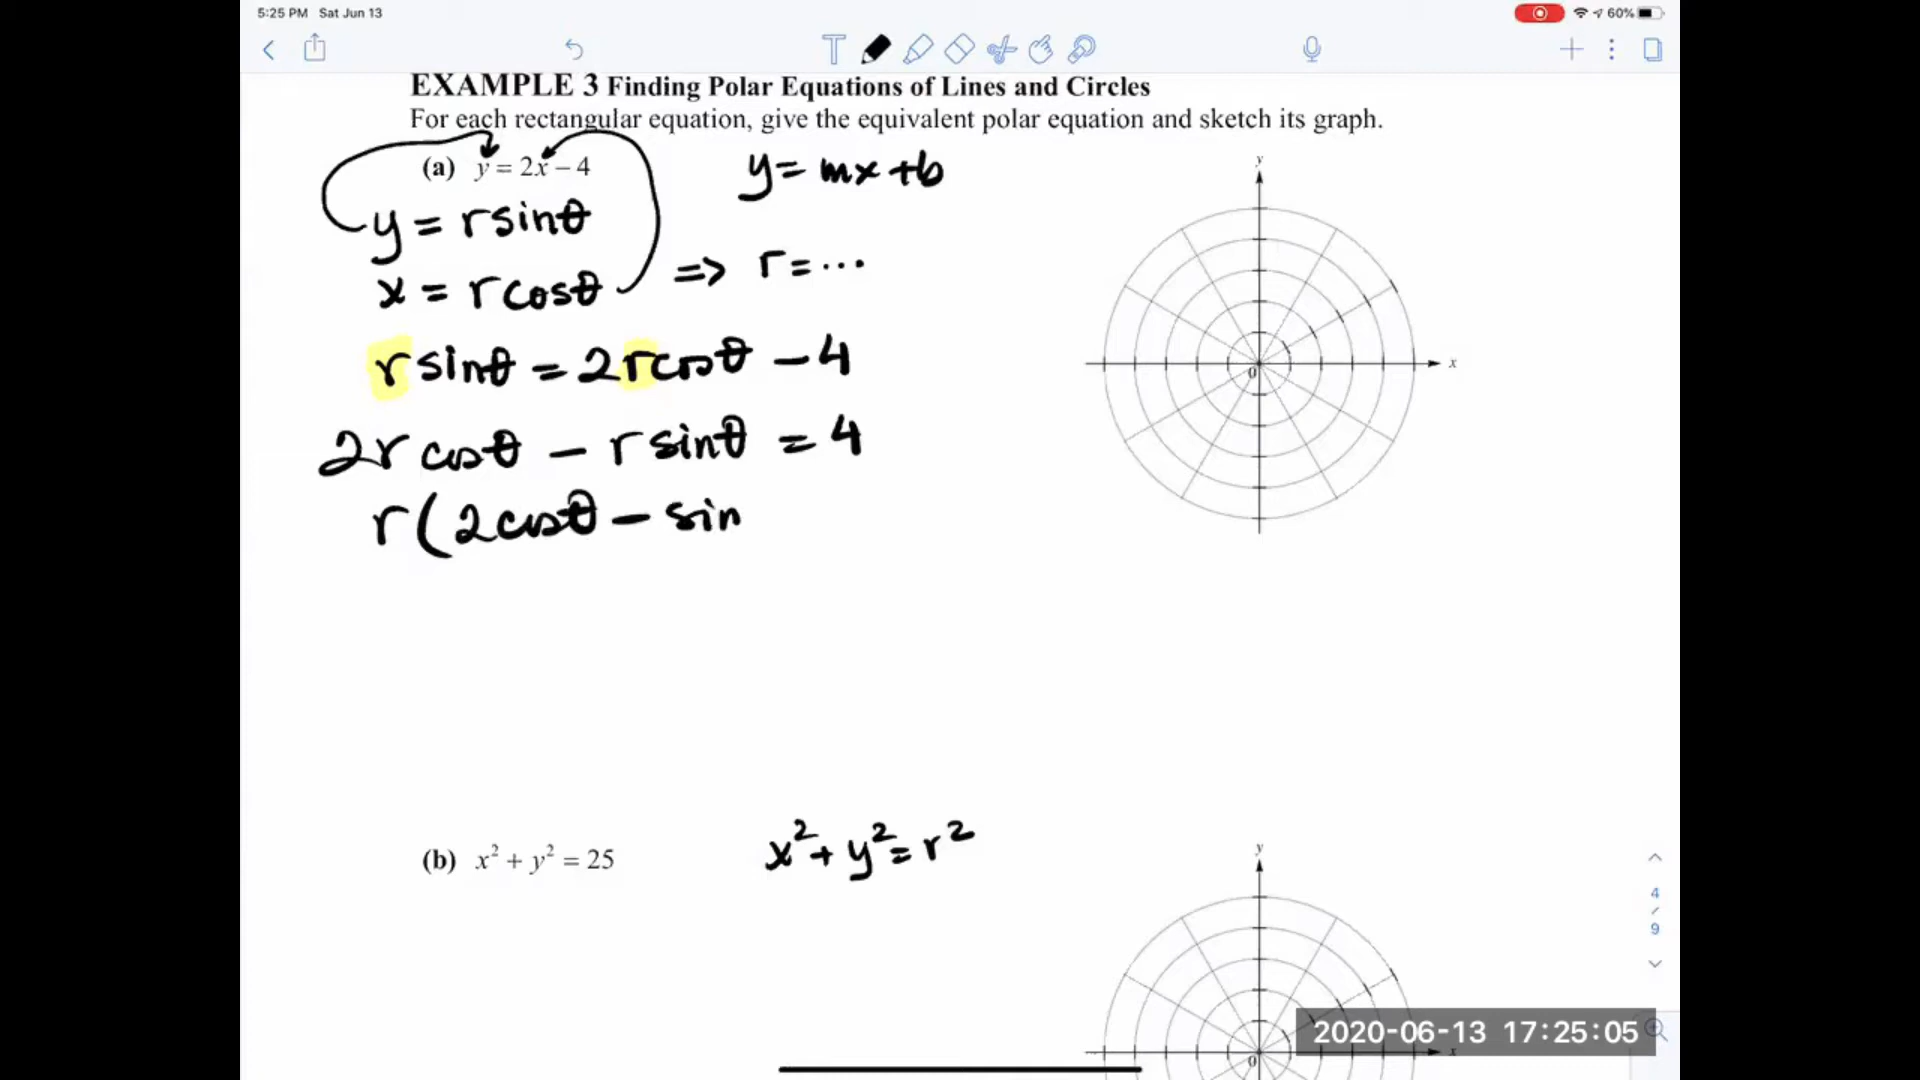 5:25 PM Sat Jun 13
60%
EXAMPLE 3 Finding Polar Equations of Lines and Circles
For each rectangular equation, give the equivalent polar equation and sketch its graph.
(a) y = 2x – 4
y = mx + b
y = r sinθ
x = r cosθ
=> r = ...
r sinθ = 2r cosθ – 4
2r cosθ – r sinθ = 4
r(2cosθ – sin
y
x
0
(b) x² + y² = 25
x² + y² = r²
y
x
0
4
/
9
2020-06-13 17:25:05